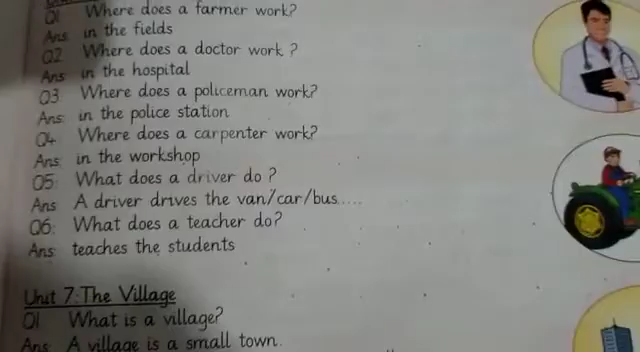 Q1 Where does a farmer work?
Ans in the fields
Q2 Where does a doctor work ?
Ans in the hospital
Q3 Where does a policeman work?
Ans: in the police station
Q4 Where does a carpenter work?
Ans: in the workshop
Q5: What does a driver do ?
Ans A driver drives the van/car/bus.....
Q6: What does a teacher do?
Ans: teaches the students
Unit 7:The Village
Q1 What is a village?
Ans: A village is a small town.